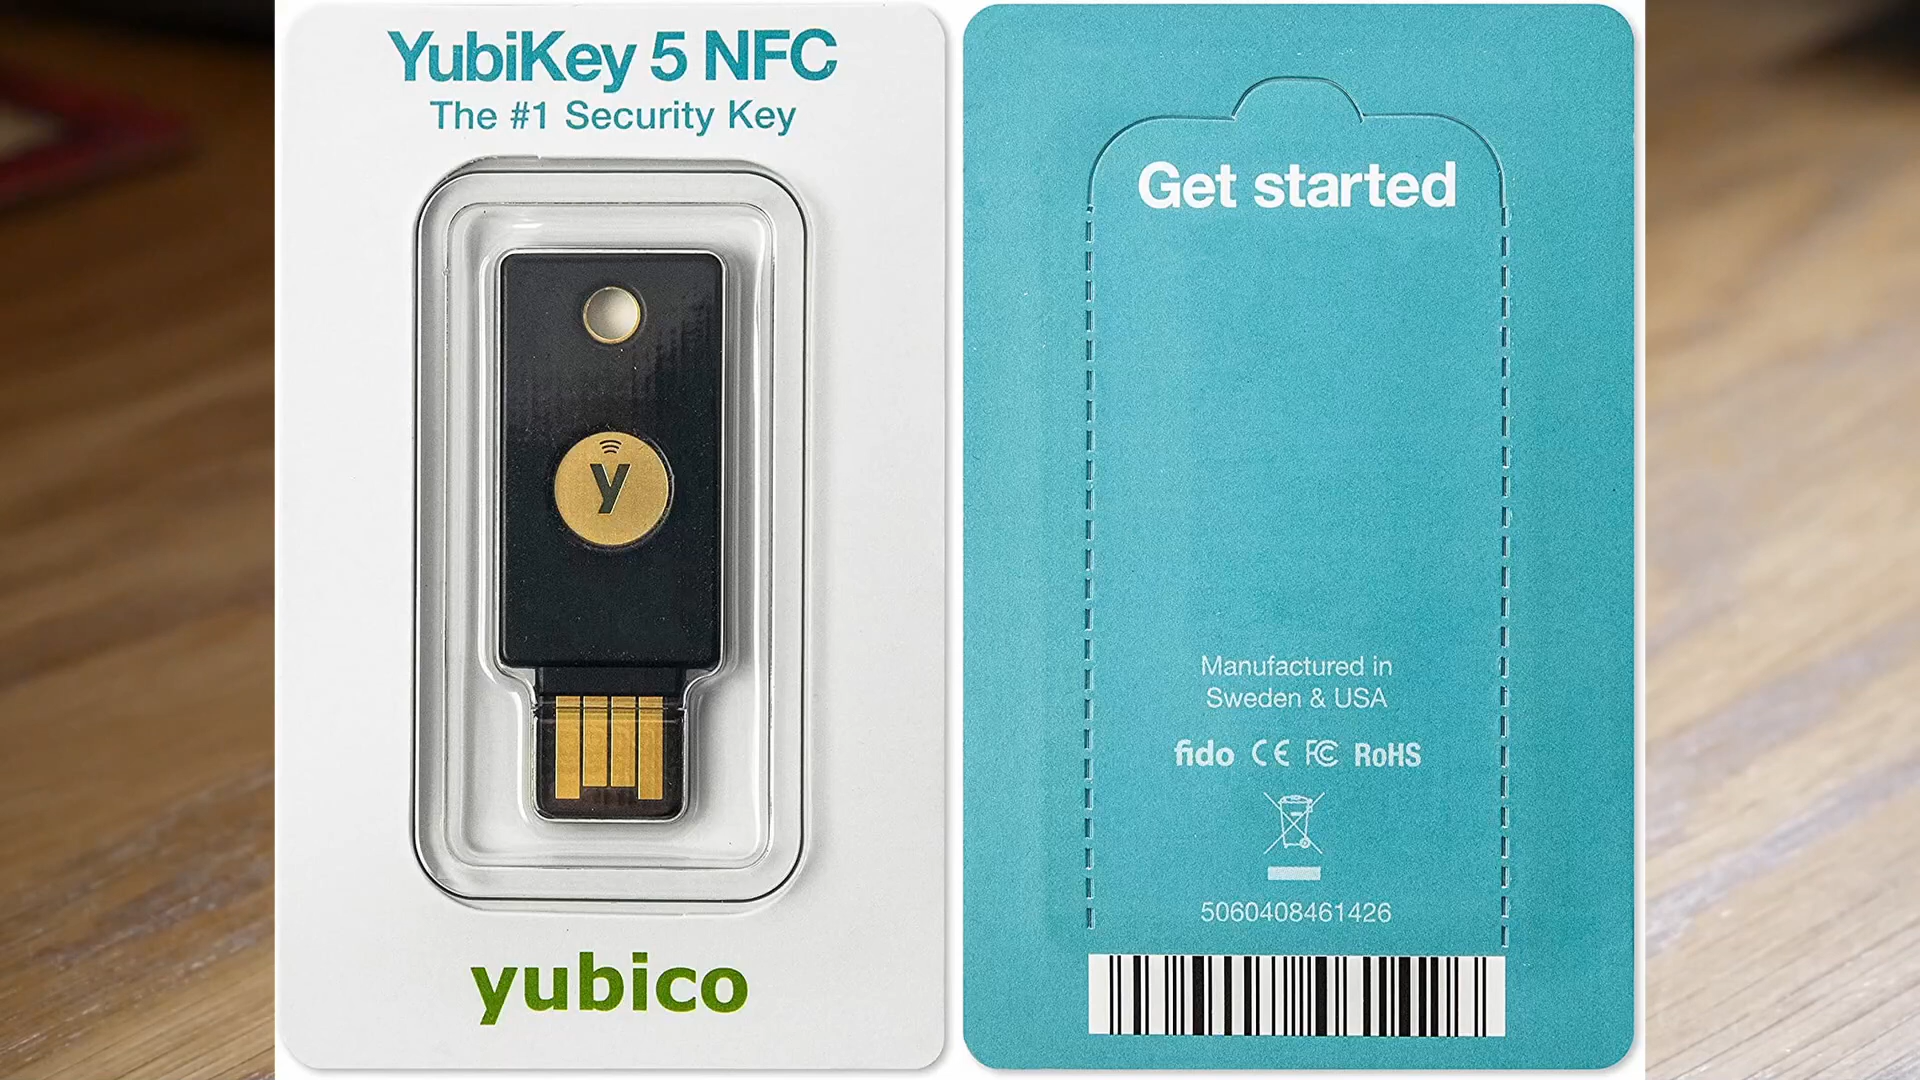 YubiKey 5 NFC
The #1 Security Key
y
yubico
Get started
Manufactured in
Sweden & USA
fido CE FC RoHS
5060408461426